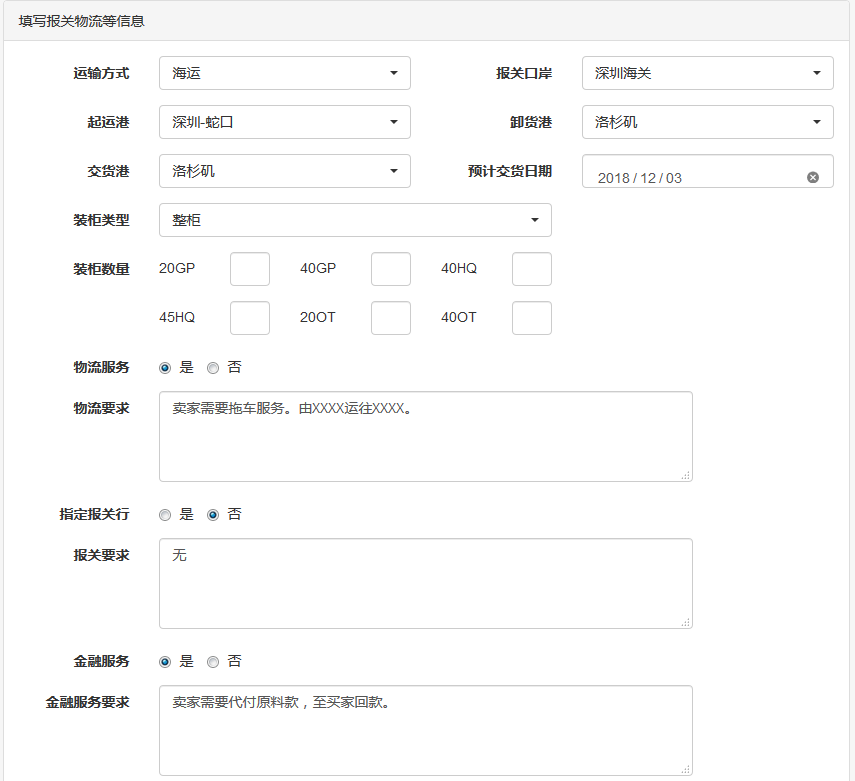 填写报关物流等信息
运输方式 海运 报关口岸 深圳海关
起运港 深圳-蛇口 卸货港 洛杉矶
交货港 洛杉矶 预计交货日期 2018 / 12 / 03
装柜类型 整柜
装柜数量 20GP 40GP 40HQ
45HQ 20OT 40OT
物流服务 是 否
物流要求 卖家需要拖车服务。由XXXX运往XXXX。
指定报关行 是 否
报关要求 无
金融服务 是 否
金融服务要求 卖家需要代付原料款，至买家回款。